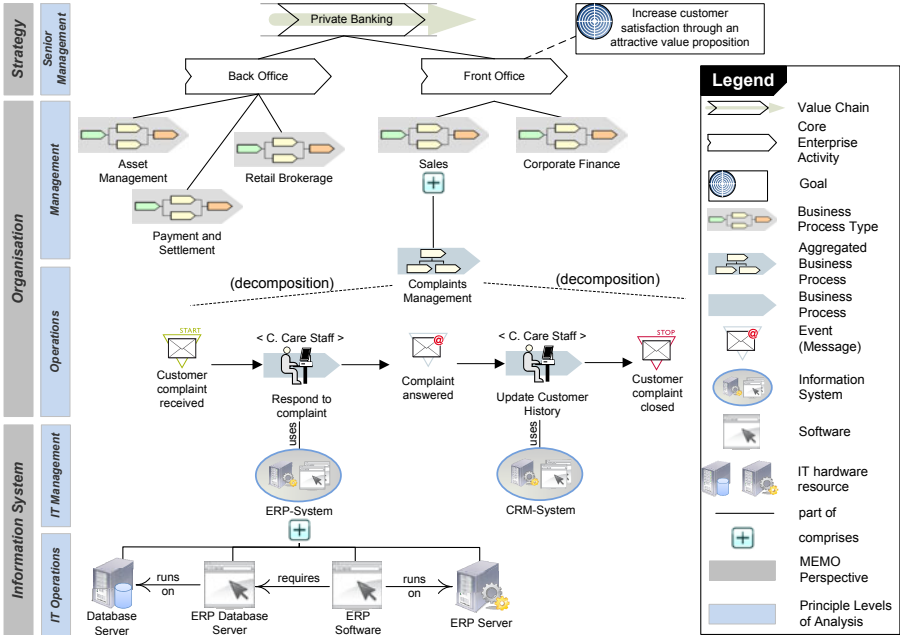 Strategy
Senior
Management
Private Banking
Increase customer
satisfaction through an
attractive value proposition
Back Office
Front Office
Organisation
Management
Asset
Management
Retail Brokerage
Payment and
Settlement
Sales
Corporate Finance
Operations
(decomposition)
Complaints
Management
(decomposition)
START
Customer
complaint
received
< C. Care Staff >
Respond to
complaint
@
Complaint
answered
< C. Care Staff >
Update Customer
History
STOP
Customer
complaint
closed
Information System
IT Management
uses
ERP-System
uses
CRM-System
IT Operations
Database
Server
runs
on
ERP Database
Server
requires
ERP
Software
runs
on
ERP Server
Legend
Value Chain
Core
Enterprise
Activity
Goal
Business
Process Type
Aggregated
Business
Process
Business
Process
@
Event
(Message)
Information
System
Software
IT hardware
resource
part of
comprises
MEMO
Perspective
Principle Levels
of Analysis